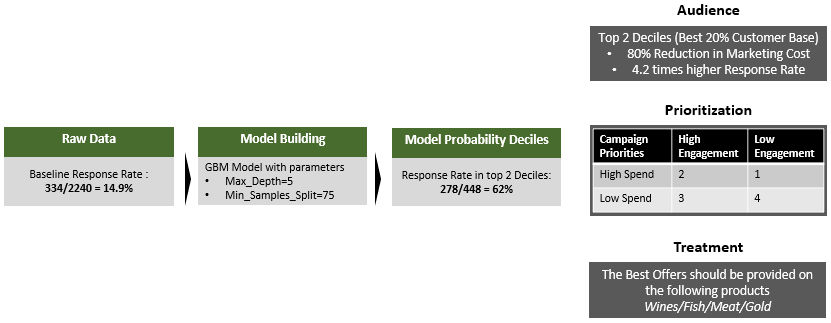 Raw Data
Baseline Response Rate :
334/2240 = 14.9%
Model Building
GBM Model with parameters
• Max_Depth=5
• Min_Samples_Split=75
Model Probability Deciles
Response Rate in top 2 Deciles:
278/448 = 62%
Audience
Top 2 Deciles (Best 20% Customer Base)
• 80% Reduction in Marketing Cost
• 4.2 times higher Response Rate
Prioritization
Campaign Priorities High Engagement Low Engagement
High Spend 2 1
Low Spend 3 4
Treatment
The Best Offers should be provided on
the following products
Wines/Fish/Meat/Gold